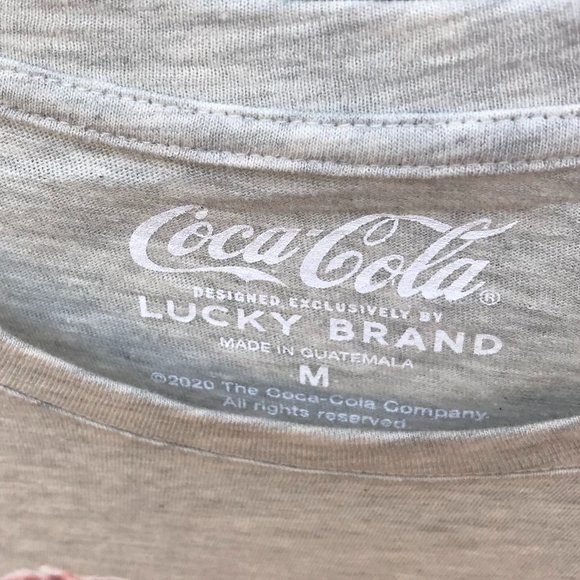 Coca-Cola®
DESIGNED EXCLUSIVELY BY
LUCKY BRAND
MADE IN GUATEMALA
M
©2020 The Coca-Cola Company.
All rights reserved